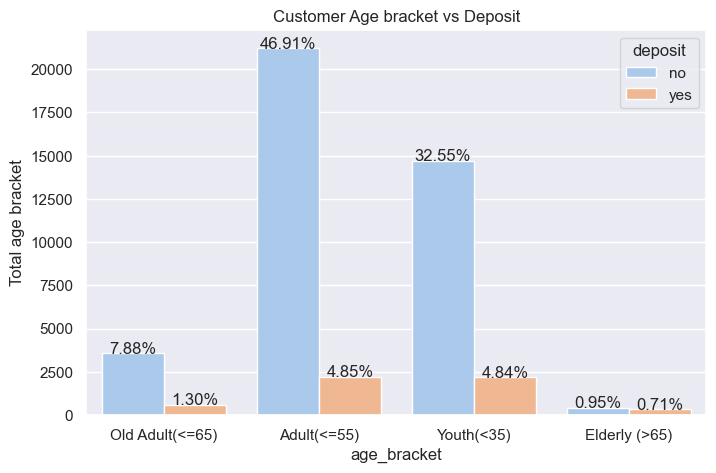 Customer Age bracket vs Deposit
46.91%
deposit
no
yes
32.55%
7.88%
1.30%
4.85%
4.84%
0.95%
0.71%
20000
17500
15000
12500
10000
7500
5000
2500
0
Total age bracket
Old Adult(<=65)
Adult(<=55)
Youth(<35)
Elderly (>65)
age_bracket